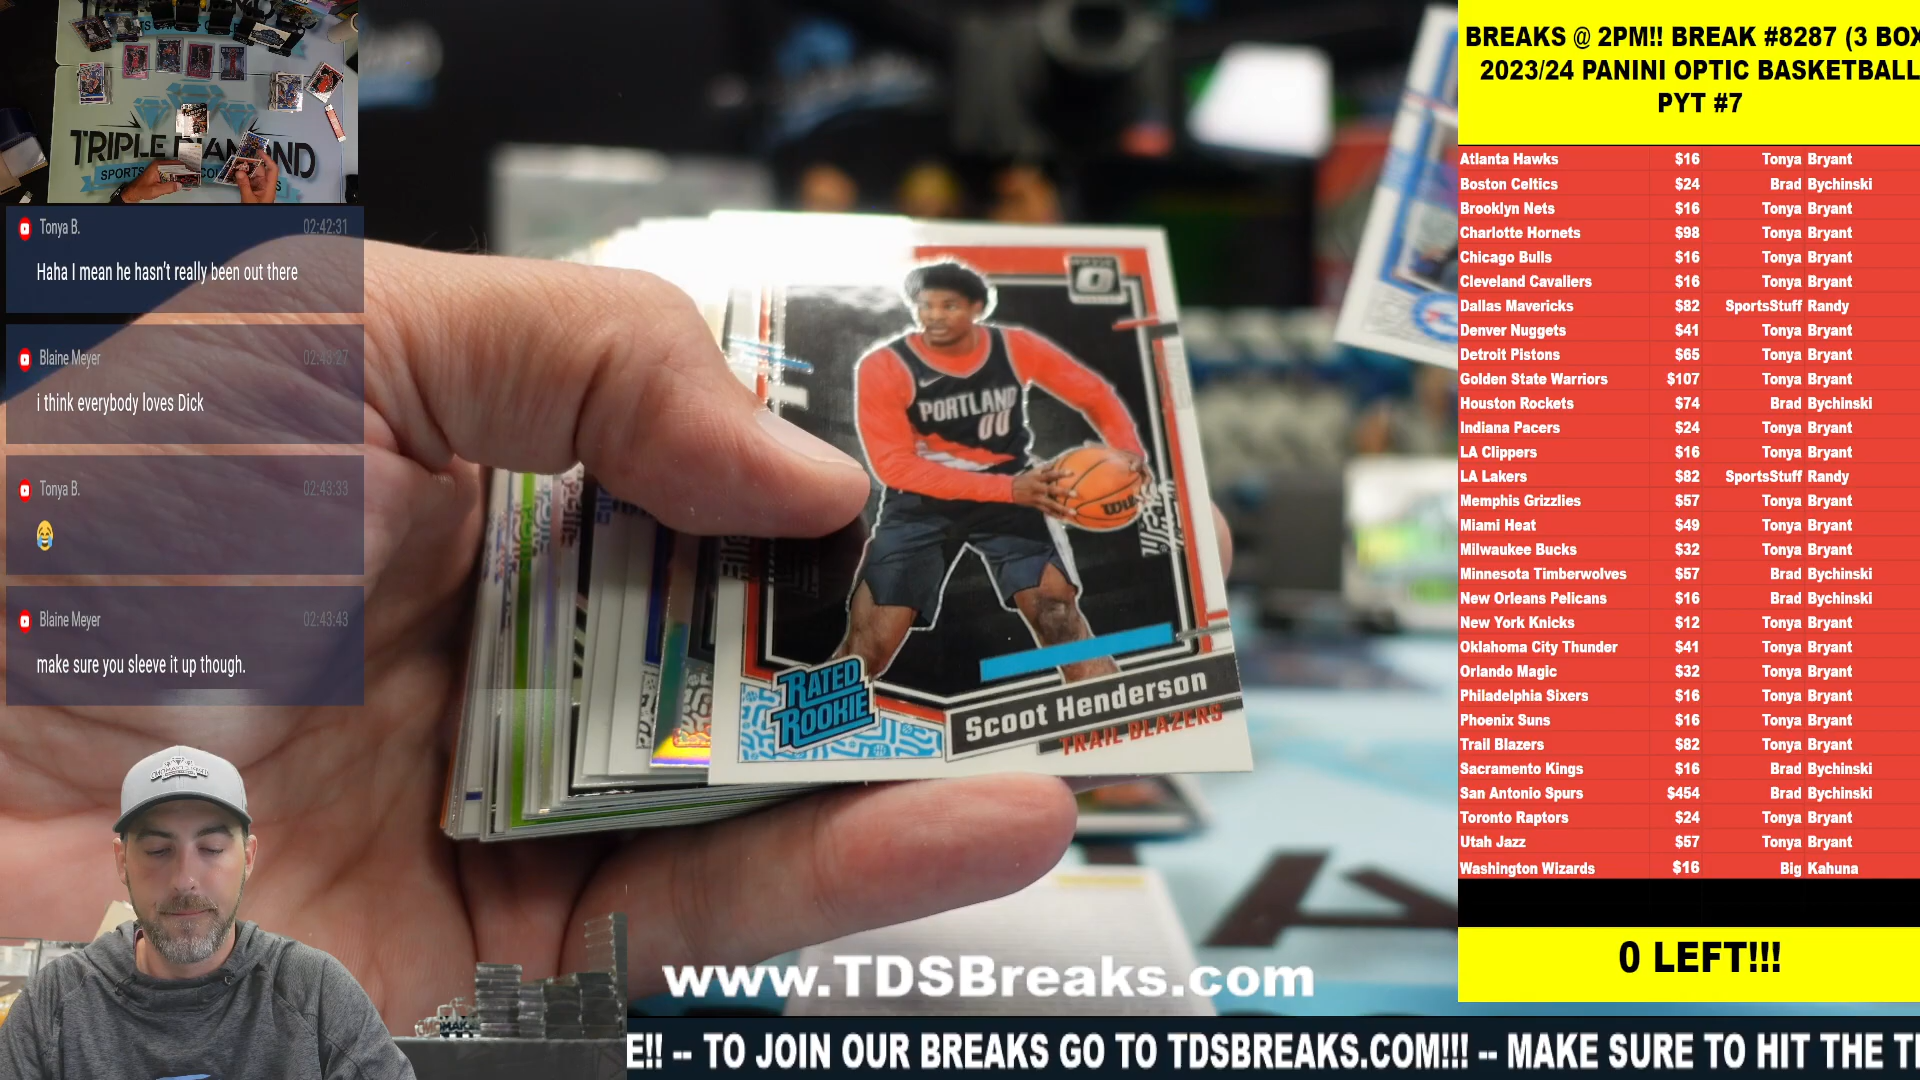 TRIPLE DIAMOND
Tonya B. 02:42:31
Haha I mean he hasn't really been out there
Blaine Meyer 02:43:27
i think everybody loves Dick
Tonya B. 02:43:33
😂
Blaine Meyer 02:43:43
make sure you sleeve it up though.
PORTLAND
00
RATED
ROOKIE
Scoot Henderson
TRAIL BLAZERS
www.TDSBreaks.com
BREAKS @ 2PM!! BREAK #8287 (3 BOX
2023/24 PANINI OPTIC BASKETBALL
PYT #7
Atlanta Hawks $16 Tonya Bryant
Boston Celtics $24 Brad Bychinski
Brooklyn Nets $16 Tonya Bryant
Charlotte Hornets $98 Tonya Bryant
Chicago Bulls $16 Tonya Bryant
Cleveland Cavaliers $16 Tonya Bryant
Dallas Mavericks $82 SportsStuff Randy
Denver Nuggets $41 Tonya Bryant
Detroit Pistons $65 Tonya Bryant
Golden State Warriors $107 Tonya Bryant
Houston Rockets $74 Brad Bychinski
Indiana Pacers $24 Tonya Bryant
LA Clippers $16 Tonya Bryant
LA Lakers $82 SportsStuff Randy
Memphis Grizzlies $57 Tonya Bryant
Miami Heat $49 Tonya Bryant
Milwaukee Bucks $32 Tonya Bryant
Minnesota Timberwolves $57 Brad Bychinski
New Orleans Pelicans $16 Brad Bychinski
New York Knicks $12 Tonya Bryant
Oklahoma City Thunder $41 Tonya Bryant
Orlando Magic $32 Tonya Bryant
Philadelphia Sixers $16 Tonya Bryant
Phoenix Suns $16 Tonya Bryant
Trail Blazers $82 Tonya Bryant
Sacramento Kings $16 Brad Bychinski
San Antonio Spurs $454 Brad Bychinski
Toronto Raptors $24 Tonya Bryant
Utah Jazz $57 Tonya Bryant
Washington Wizards $16 Big Kahuna
0 LEFT!!!
E!! -- TO JOIN OUR BREAKS GO TO TDSBREAKS.COM!!! -- MAKE SURE TO HIT THE